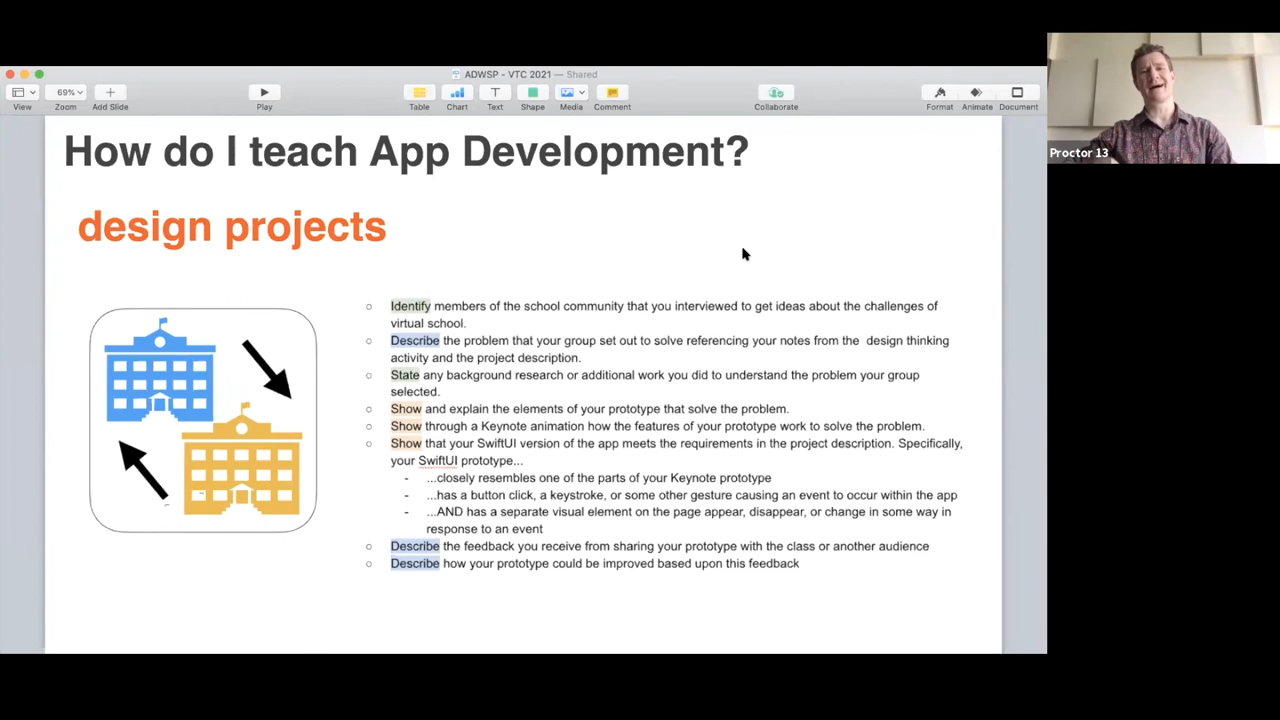 ADWSP - VTC 2021 — Shared
69%
View
Zoom
Add Slide
Play
Table
Chart
Text
Shape
Media
Comment
Collaborate
Format
Animate
Document
Proctor 13
How do I teach App Development?
design projects
Identify members of the school community that you interviewed to get ideas about the challenges of
virtual school.
Describe the problem that your group set out to solve referencing your notes from the design thinking
activity and the project description.
State any background research or additional work you did to understand the problem your group
selected.
Show and explain the elements of your prototype that solve the problem.
Show through a Keynote animation how the features of your prototype work to solve the problem.
Show that your SwiftUI version of the app meets the requirements in the project description. Specifically,
your SwiftUI prototype...
- ...closely resembles one of the parts of your Keynote prototype
- ...has a button click, a keystroke, or some other gesture causing an event to occur within the app
- ...AND has a separate visual element on the page appear, disappear, or change in some way in
response to an event
Describe the feedback you receive from sharing your prototype with the class or another audience
Describe how your prototype could be improved based upon this feedback